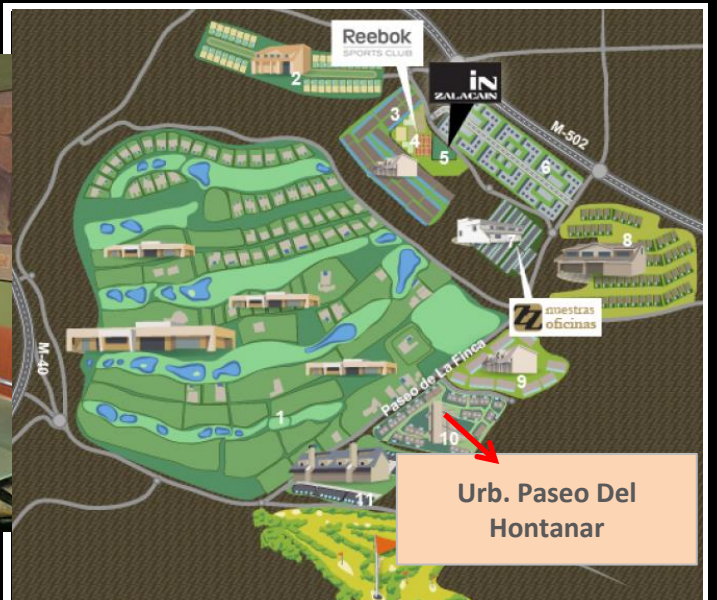 Reebok
SPORTS CLUB
2
iN
ZALACAIN
3
M-502
4
5
6
7
8
nuestras
oficinas
M-40
Paseo de La Finca
9
1
10
11
Urb. Paseo Del
Hontanar